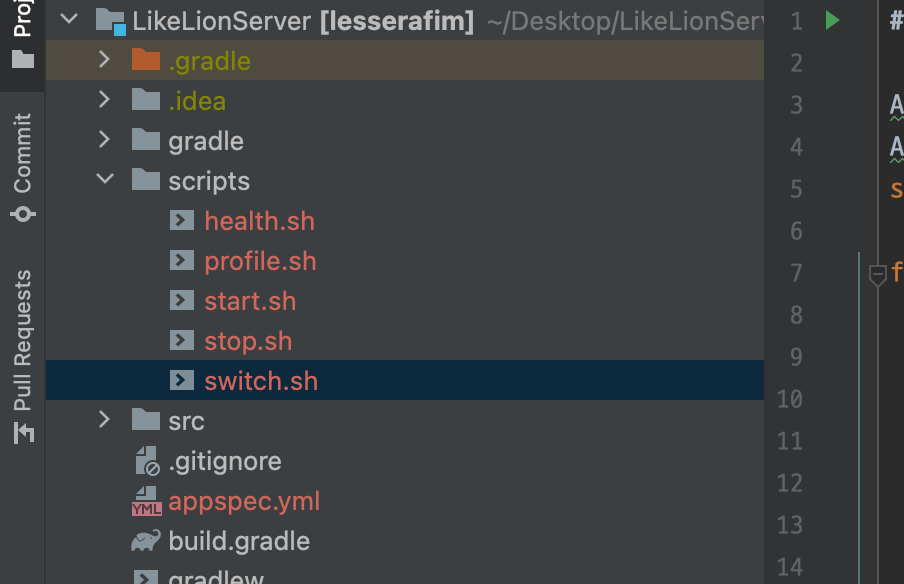 Proj
Commit
Pull Requests
LikeLionServer [lesserafim] ~/Desktop/LikeLionServ
.gradle
.idea
gradle
scripts
health.sh
profile.sh
start.sh
stop.sh
switch.sh
src
.gitignore
YML appspec.yml
build.gradle
gradlew
1 #
2
3 A
4 A
5 s
6
7 f
8
9
10
11
12
13
14